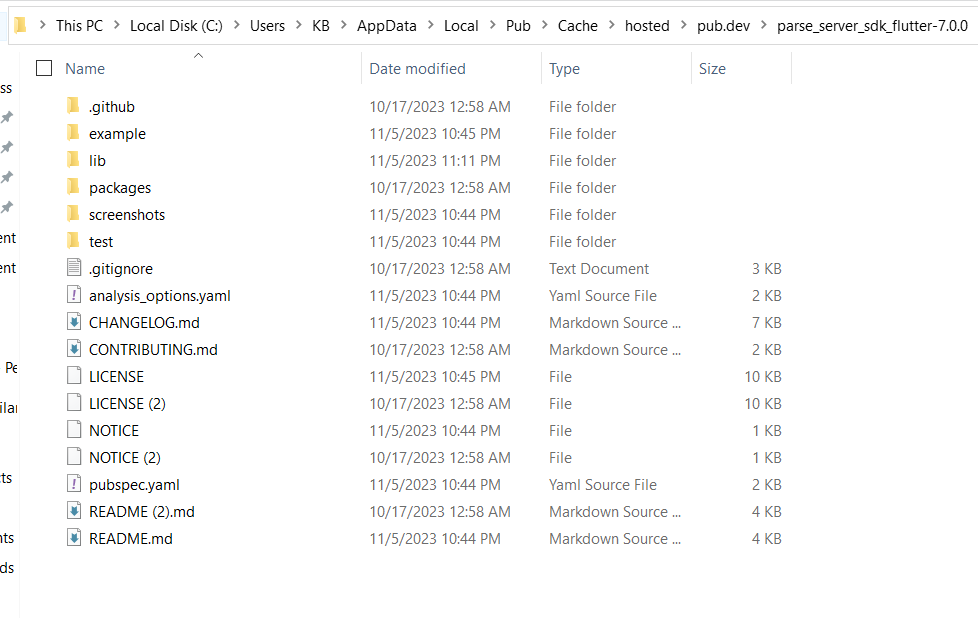 This PC > Local Disk (C:) > Users > KB > AppData > Local > Pub > Cache > hosted > pub.dev > parse_server_sdk_flutter-7.0.0
Name Date modified Type Size
.github 10/17/2023 12:58 AM File folder
example 11/5/2023 10:45 PM File folder
lib 11/5/2023 11:11 PM File folder
packages 10/17/2023 12:58 AM File folder
screenshots 11/5/2023 10:44 PM File folder
test 11/5/2023 10:44 PM File folder
.gitignore 10/17/2023 12:58 AM Text Document 3 KB
analysis_options.yaml 11/5/2023 10:44 PM Yaml Source File 2 KB
CHANGELOG.md 11/5/2023 10:44 PM Markdown Source ... 7 KB
CONTRIBUTING.md 10/17/2023 12:58 AM Markdown Source ... 2 KB
LICENSE 11/5/2023 10:45 PM File 10 KB
LICENSE (2) 10/17/2023 12:58 AM File 10 KB
NOTICE 11/5/2023 10:44 PM File 1 KB
NOTICE (2) 10/17/2023 12:58 AM File 1 KB
pubspec.yaml 11/5/2023 10:44 PM Yaml Source File 2 KB
README (2).md 10/17/2023 12:58 AM Markdown Source ... 4 KB
README.md 11/5/2023 10:44 PM Markdown Source ... 4 KB